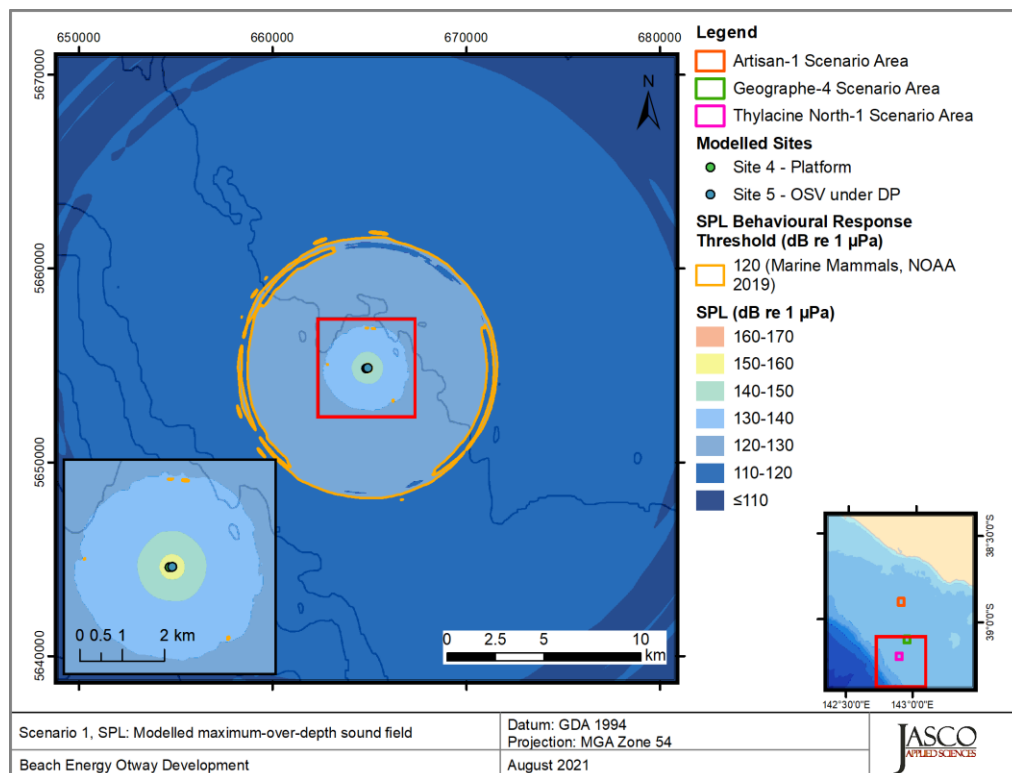 650000 660000 670000 680000
5670000
5660000
5650000
5640000
N
0 0.5 1 2 km
0 2.5 5 10
km
Legend
Artisan-1 Scenario Area
Geographe-4 Scenario Area
Thylacine North-1 Scenario Area
Modelled Sites
Site 4 - Platform
Site 5 - OSV under DP
SPL Behavioural Response
Threshold (dB re 1 µPa)
120 (Marine Mammals, NOAA
2019)
SPL (dB re 1 µPa)
160-170
150-160
140-150
130-140
120-130
110-120
≤110
38°30'0"S
39°0'0"S
142°30'0"E 143°0'0"E
Scenario 1, SPL: Modelled maximum-over-depth sound field
Datum: GDA 1994
Projection: MGA Zone 54
Beach Energy Otway Development
August 2021
JASCO
APPLIED SCIENCES